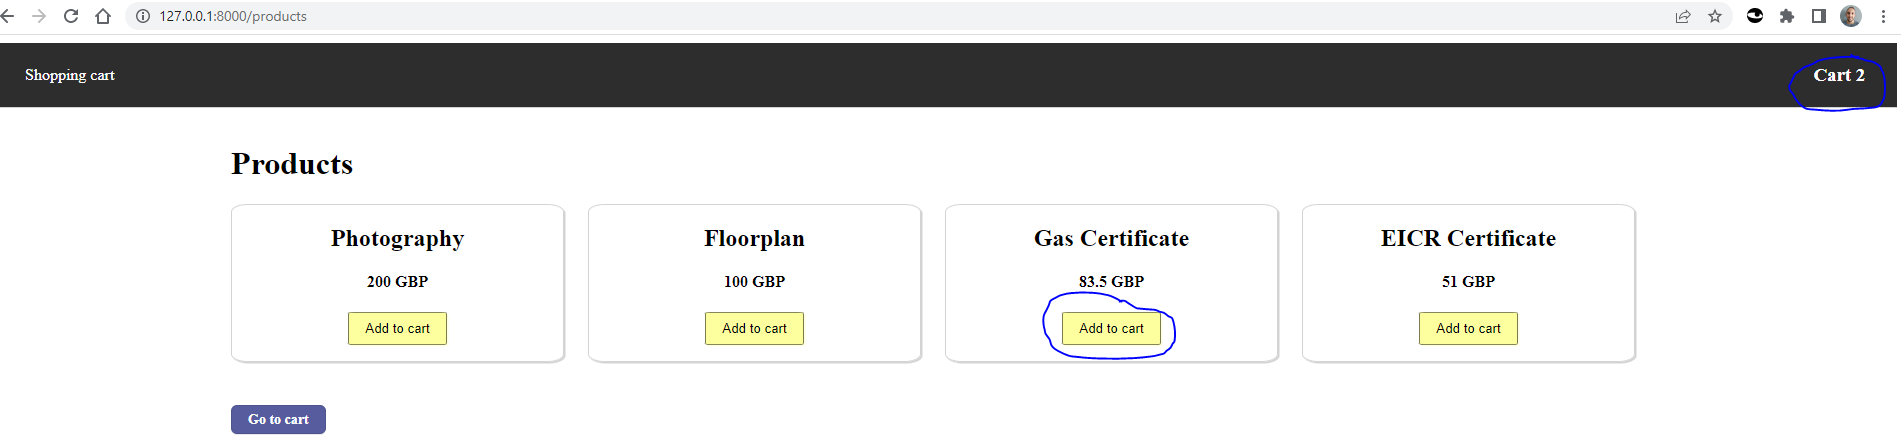 127.0.0.1:8000/products
Shopping cart
Cart 2
Products
Photography
200 GBP
Add to cart
Floorplan
100 GBP
Add to cart
Gas Certificate
83.5 GBP
Add to cart
EICR Certificate
51 GBP
Add to cart
Go to cart